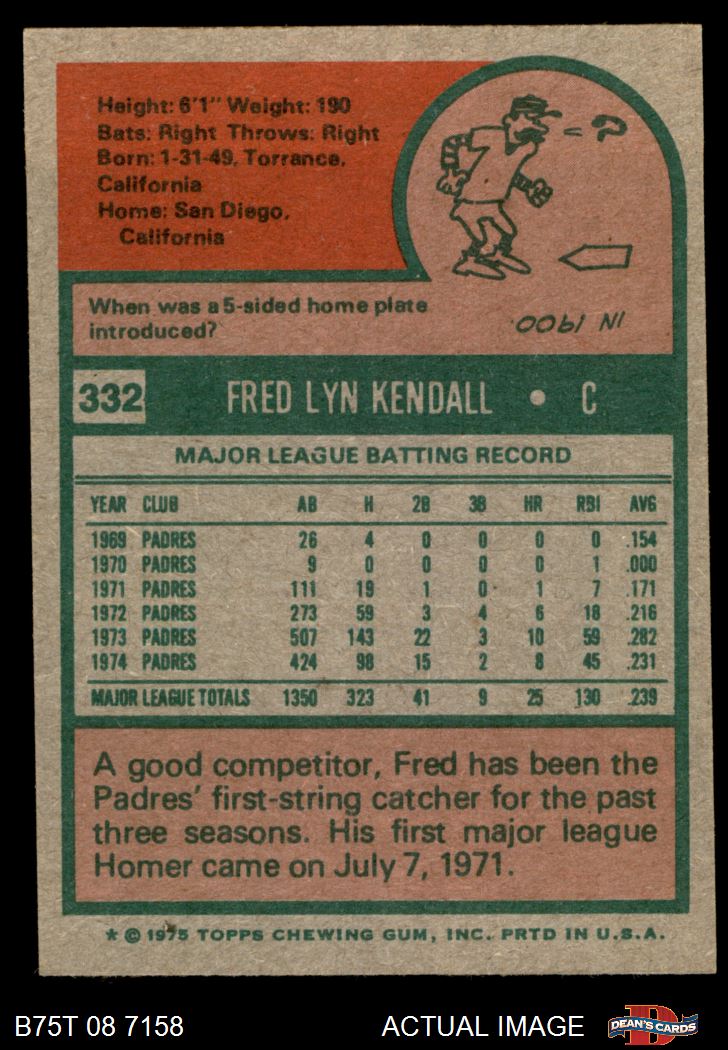 Height: 6'1" Weight: 190
Bats: Right Throws: Right
Born: 1-31-49, Torrance,
California
Home: San Diego,
California
When was a 5-sided home plate
introduced?
IN 1900.
332 FRED LYN KENDALL • C
MAJOR LEAGUE BATTING RECORD
YEAR CLUB AB H 2B 3B HR RBI AVG
1969 PADRES 26 4 0 0 0 0 .154
1970 PADRES 9 0 0 0 0 1 .000
1971 PADRES 111 19 1 0 1 7 .171
1972 PADRES 273 59 3 4 6 18 .216
1973 PADRES 507 143 22 3 10 59 .282
1974 PADRES 424 98 15 2 8 45 .231
MAJOR LEAGUE TOTALS 1350 323 41 9 25 130 .239
A good competitor, Fred has been the
Padres' first-string catcher for the past
three seasons. His first major league
Homer came on July 7, 1971.
* © 1975 TOPPS CHEWING GUM, INC. PRTD IN U.S.A.
B75T 08 7158 ACTUAL IMAGE D DEAN'S CARDS